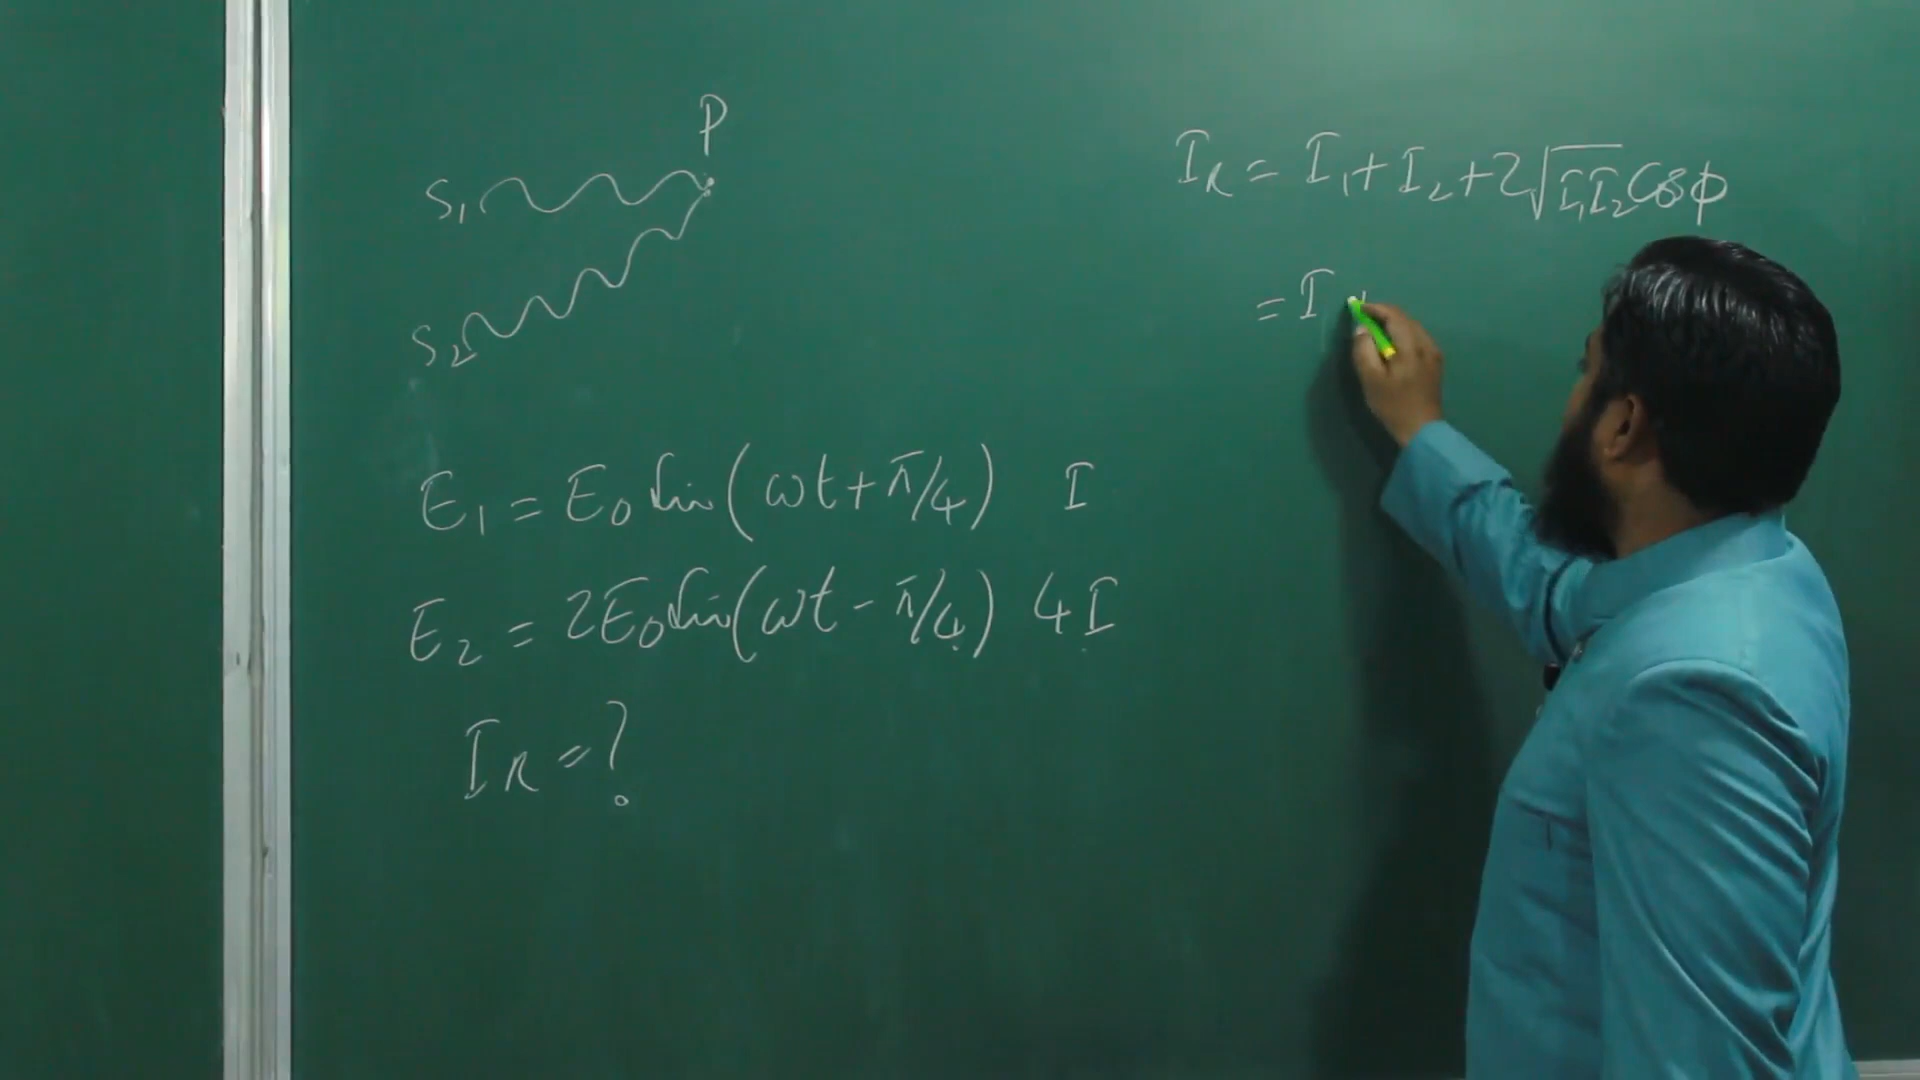 P
S₁
S₂
E₁ = E₀ sin(ωt + π/4) I
E₂ = 2E₀ sin(ωt - π/4) 4I
I_R = ?
I_R = I₁ + I₂ + 2√I₁I₂ Cos ϕ
= I